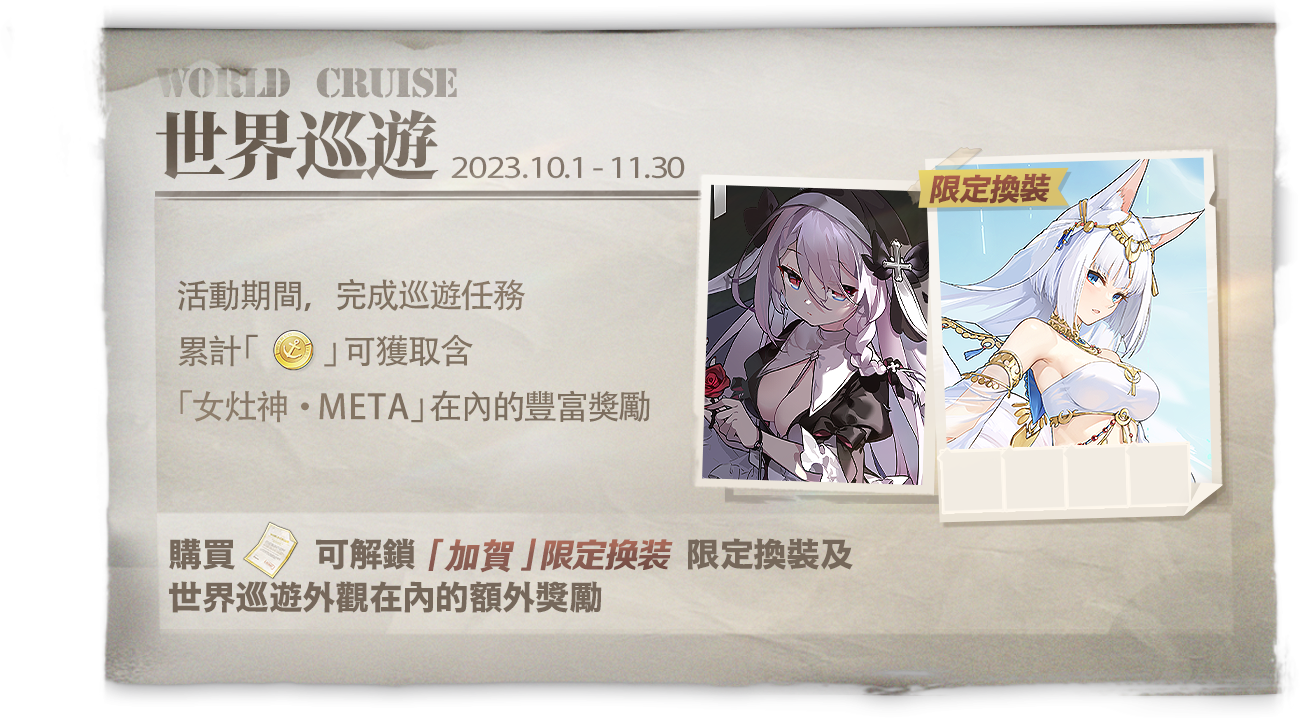 WORLD CRUISE
世界巡遊 2023.10.1 - 11.30
限定換裝
活動期間, 完成巡遊任務
累計「 」可獲取含
「女灶神・META」在內的豐富獎勵
購買 可解鎖「加賀」限定换装 限定換裝及
世界巡遊外觀在內的額外獎勵